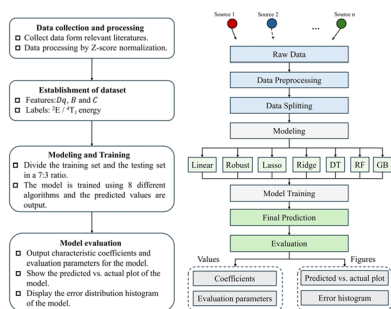 Data collection and processing
Collect data form relevant literatures.
Data processing by Z-score normalization.
Establishment of dataset
Features:Dq, B and C
Labels: ²E / ⁴T₁ energy
Modeling and Training
Divide the training set and the testing set
in a 7:3 ratio.
The model is trained using 8 different
algorithms and the predicted values are
output.
Model evaluation
Output characteristic coefficients and
evaluation parameters for the model.
Show the predicted vs. actual plot of the
model.
Display the error distribution histogram
of the model.
Source 1
Source 2
...
Source n
Raw Data
Data Preprocessing
Data Splitting
Modeling
Linear
Robust
Lasso
Ridge
DT
RF
GB
Model Training
Final Prediction
Evaluation
Values
Figures
Coefficients
Evaluation parameters
Predicted vs. actual plot
Error histogram